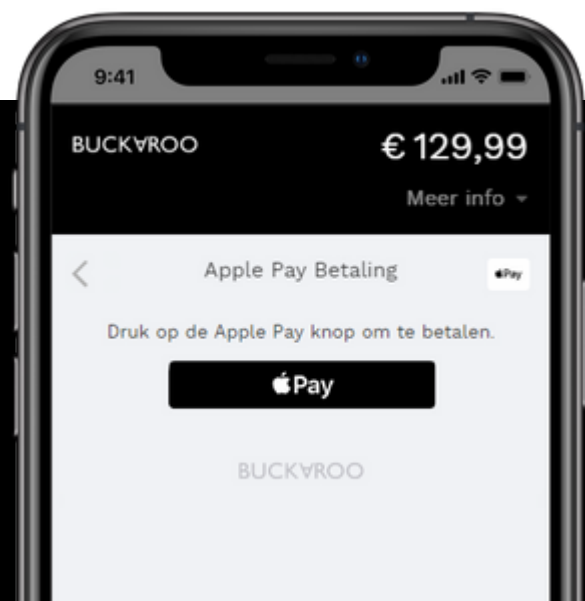 9:41
BUCKAROO
€ 129,99
Meer info
Apple Pay Betaling
Pay
Druk op de Apple Pay knop om te betalen.
Pay
BUCKAROO